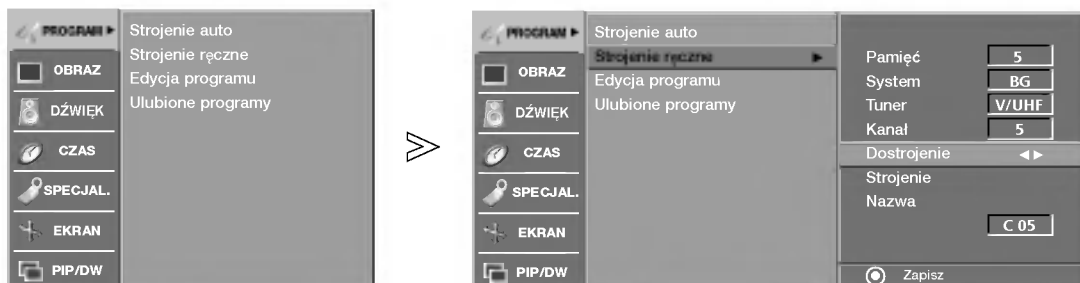 PROGRAM
Strojenie auto
Strojenie ręczne
Edycja programu
Ulubione programy
OBRAZ
DŹWIĘK
CZAS
SPECJAL.
EKRAN
PIP/DW
PROGRAM
Strojenie auto
Strojenie ręczne
Edycja programu
Ulubione programy
OBRAZ
DŹWIĘK
CZAS
SPECJAL.
EKRAN
PIP/DW
Pamięć 5
System BG
Tuner V/UHF
Kanał 5
Dostrojenie ◀▶
Strojenie
Nazwa
C 05
Zapisz